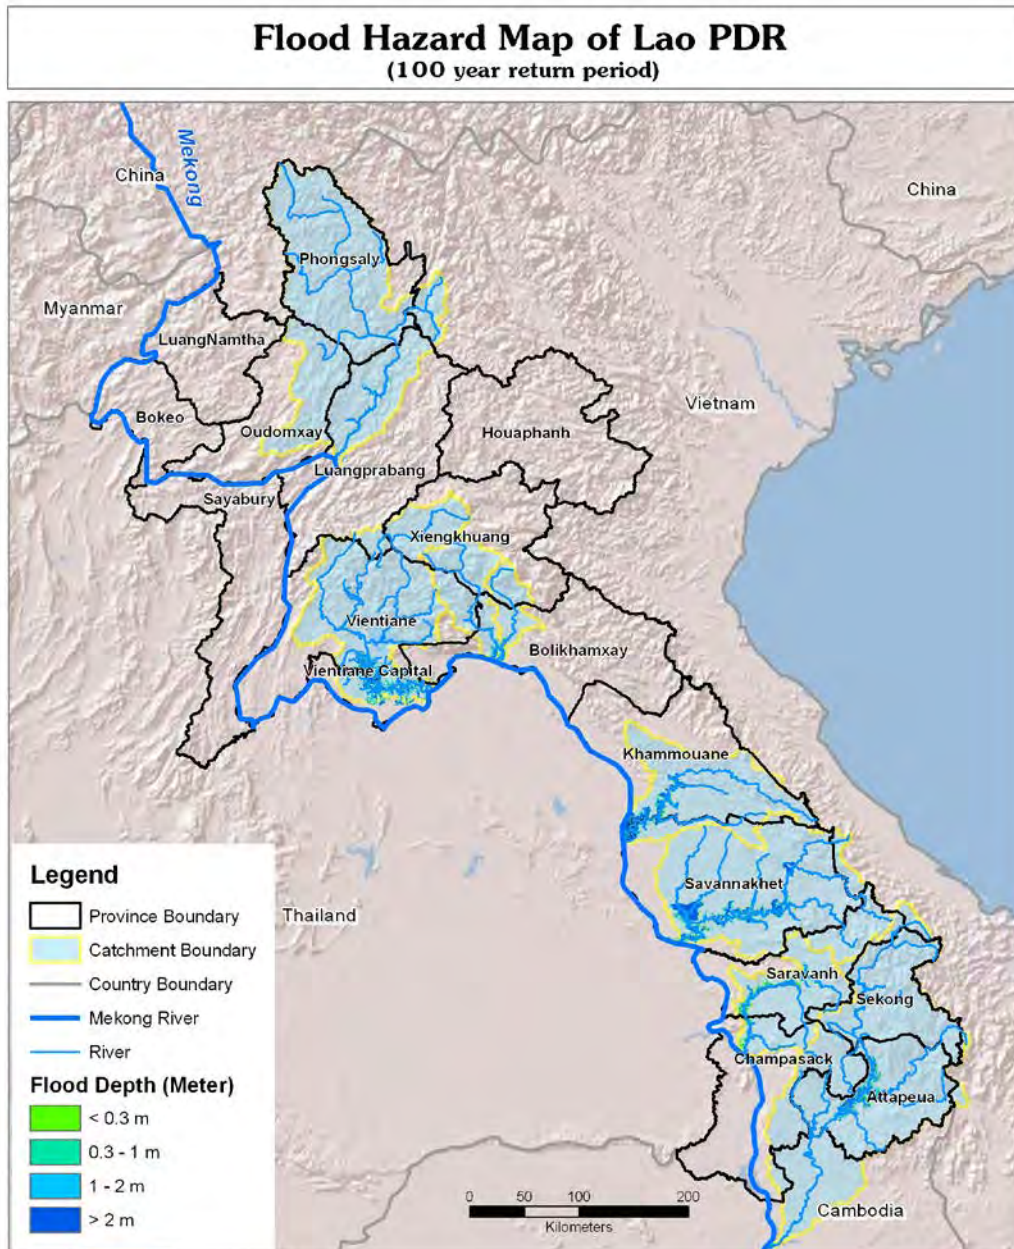 Flood Hazard Map of Lao PDR
(100 year return period)
Mekong
China
China
Phongsaly
Myanmar
LuangNamtha
Vietnam
Bokeo
Oudomxay
Houaphanh
Luangprabang
Sayabury
Xiengkhuang
Vientiane
Bolikhamxay
Vientiane Capital
Khammouane
Savannakhet
Thailand
Saravanh
Sekong
Champasack
Attapeua
Cambodia
Legend
Province Boundary
Catchment Boundary
Country Boundary
Mekong River
River
Flood Depth (Meter)
< 0.3 m
0.3 - 1 m
1 - 2 m
> 2 m
0 50 100 200
Kilometers